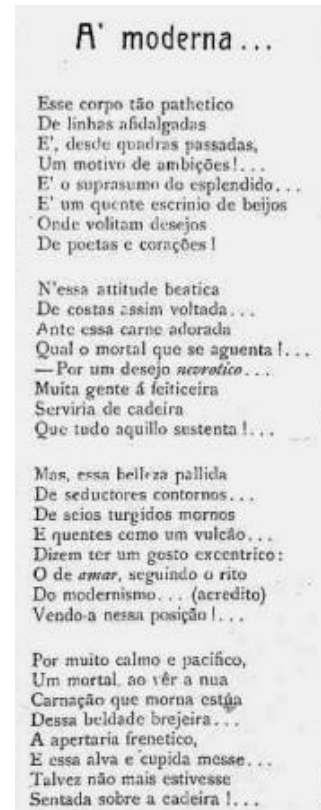 A' moderna...
Esse corpo tão pathetico
De linhas afidalgadas
E', desde quadras passadas,
Um motivo de ambições!...
E' o suprasumo do esplendido...
E' um quente escrinio de beijos
Onde volitam desejos
De poetas e corações!
N'essa attitude beatica
De costas assim voltada...
Ante essa carne adorada
Qual o mortal que se aguenta!...
—Por um desejo nevrotico...
Muita gente á feiticeira
Serviria de cadeira
Que tudo aquillo sustenta!...
Mas, essa belleza pallida
De seductores contornos...
De seios turgidos mornos
E quentes como um vulcão...
Dizem ter um gosto excentrico:
O de amar, seguindo o rito
Do modernismo... (acredito)
Vendo-a nessa posição!...
Por muito calmo e pacifico,
Um mortal, ao vêr a nua
Carnação que morna estúa
Dessa beldade brejeira...
A apertaria frenetico,
E essa alva e cupida messe...
Talvez não mais estivesse
Sentada sobre a cadeira!...